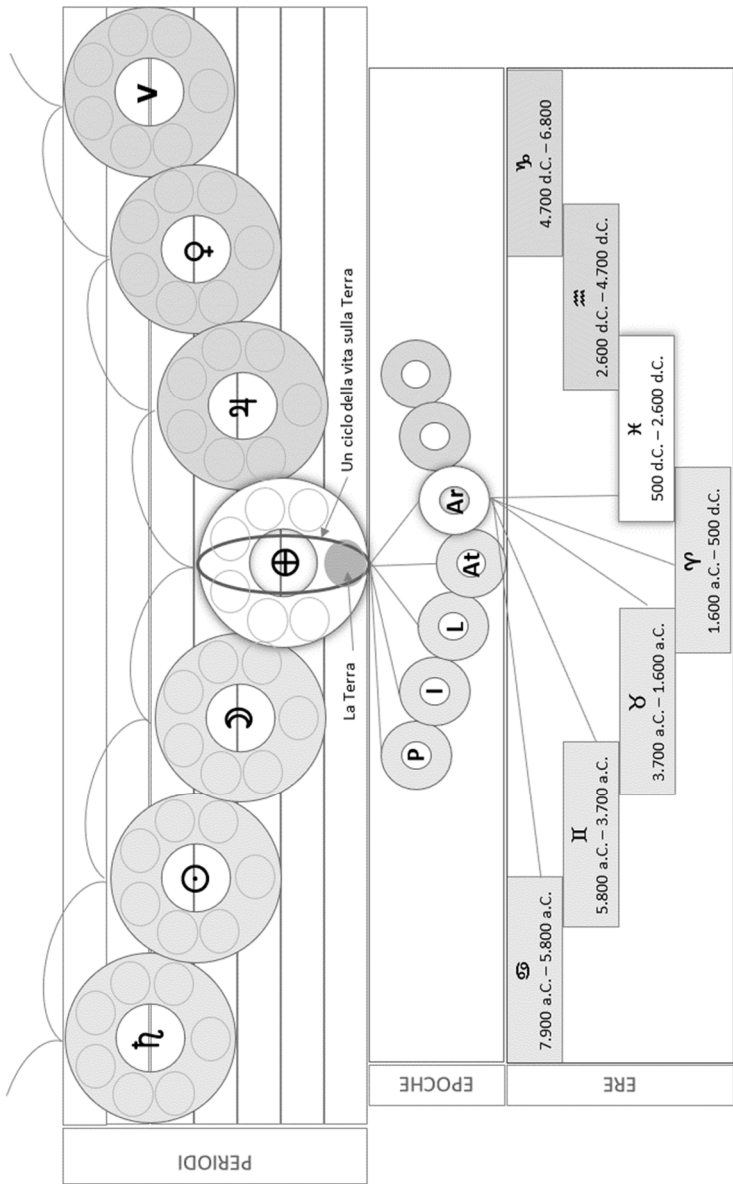 PERIODI
♄
☉
☽
⊕
♃
♀
V
La Terra
Un ciclo della vita sulla Terra
EPOCHE
P
I
L
At
Ar
ERE
♋
7.900 a.C. – 5.800 a.C.
♊
5.800 a.C. – 3.700 a.C.
♉
3.700 a.C. – 1.600 a.C.
♈
1.600 a.C. – 500 d.C.
♓
500 d.C. – 2.600 d.C.
♒
2.600 d.C. – 4.700 d.C.
♑
4.700 d.C. – 6.800